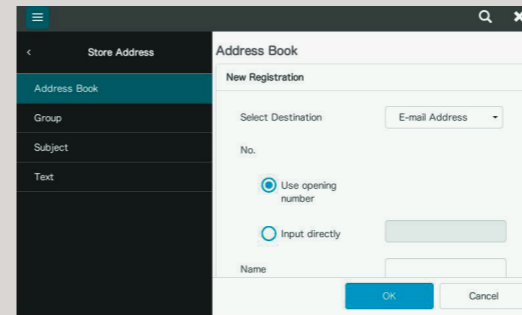 Store Address
Address Book
Group
Subject
Text
Address Book
New Registration
Select Destination
E-mail Address
No.
Use opening
number
Input directly
Name
OK
Cancel